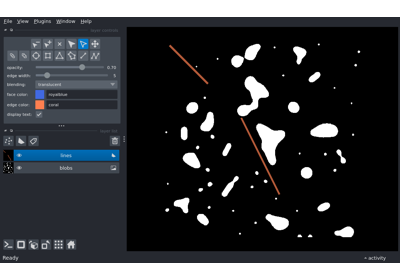 File View Plugins Window Help
opacity: 0.70
edge width: 5
blending: translucent
face color: royalblue
edge color: coral
display text: ✓
lines
blobs
Ready
activity